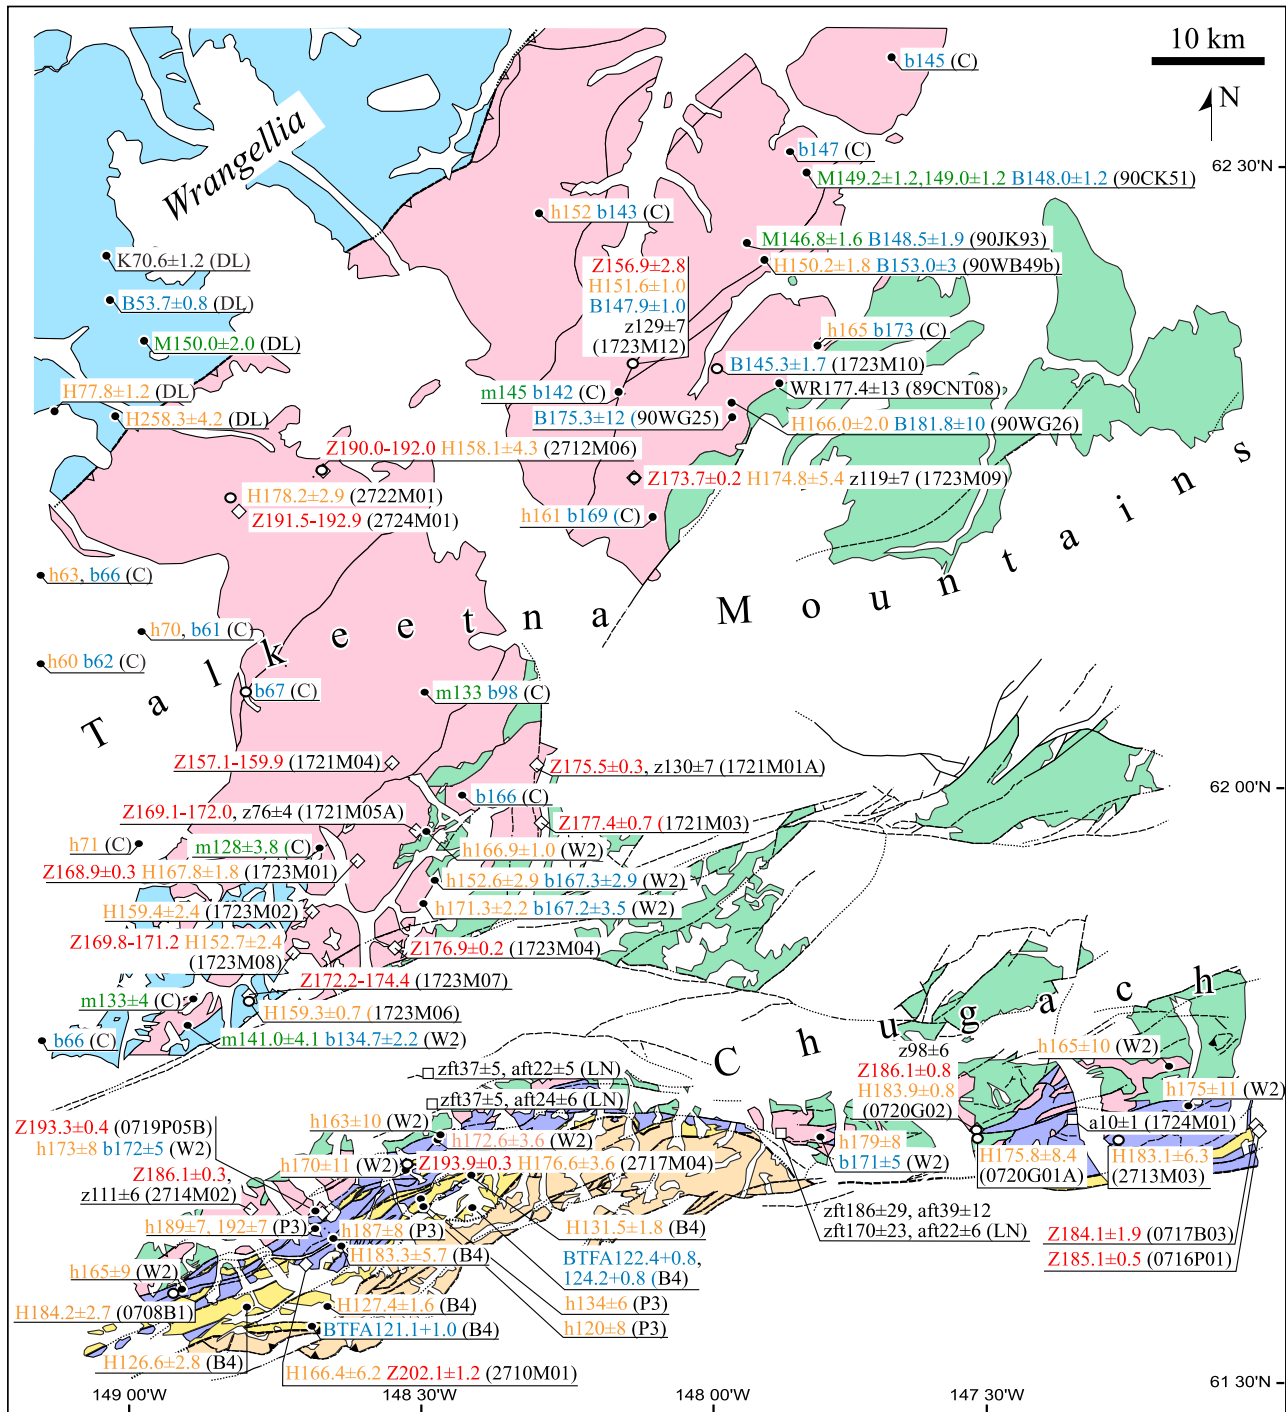 10 km
N
b145 (C)
Wrangellia
b147 (C)
62 30'N
M149.2±1.2,149.0±1.2 B148.0±1.2 (90CK51)
h152 b143 (C)
M146.8±1.6 B148.5±1.9 (90JK93)
K70.6±1.2 (DL)
Z156.9±2.8
H151.6±1.0
B147.9±1.0
z129±7
(1723M12)
H150.2±1.8 B153.0±3 (90WB49b)
B53.7±0.8 (DL)
M150.0±2.0 (DL)
h165 b173 (C)
B145.3±1.7 (1723M10)
H77.8±1.2 (DL)
m145 b142 (C)
WR177.4±13 (89CNT08)
H258.3±4.2 (DL)
B175.3±12 (90WG25)
H166.0±2.0 B181.8±10 (90WG26)
Z190.0-192.0 H158.1±4.3 (2712M06)
Z173.7±0.2 H174.8±5.4 z119±7 (1723M09)
H178.2±2.9 (2722M01)
Z191.5-192.9 (2724M01)
h161 b169 (C)
h63, b66 (C)
Talkeetna Mountains
h70, b61 (C)
h60 b62 (C)
b67 (C)
m133 b98 (C)
Z157.1-159.9 (1721M04)
Z175.5±0.3, z130±7 (1721M01A)
62 00'N
b166 (C)
Z169.1-172.0, z76±4 (1721M05A)
Z177.4±0.7 (1721M03)
h71 (C)
m128±3.8 (C)
h166.9±1.0 (W2)
Z168.9±0.3 H167.8±1.8 (1723M01)
h152.6±2.9 b167.3±2.9 (W2)
H159.4±2.4 (1723M02)
h171.3±2.2 b167.2±3.5 (W2)
Z169.8-171.2 H152.7±2.4
(1723M08)
Z176.9±0.2 (1723M04)
Z172.2-174.4 (1723M07)
m133±4 (C)
H159.3±0.7 (1723M06)
b66 (C)
m141.0±4.1 b134.7±2.2 (W2)
Chugach
z98±6
Z186.1±0.8
H183.9±0.8
(0720G02)
h165±10 (W2)
zft37±5, aft22±5 (LN)
h175±11 (W2)
zft37±5, aft24±6 (LN)
a10±1 (1724M01)
h163±10 (W2)
Z193.3±0.4 (0719P05B)
h173±8 b172±5 (W2)
h172.6±3.6 (W2)
h179±8
b171±5 (W2)
H175.8±8.4
(0720G01A)
H183.1±6.3
(2713M03)
h170±11 (W2)
Z193.9±0.3 H176.6±3.6 (2717M04)
Z186.1±0.3,
z111±6 (2714M02)
zft186±29, aft39±12
zft170±23, aft22±6 (LN)
h189±7, 192±7 (P3)
h187±8 (P3)
H131.5±1.8 (B4)
Z184.1±1.9 (0717B03)
Z185.1±0.5 (0716P01)
H183.3±5.7 (B4)
BTFA122.4+0.8,
124.2+0.8 (B4)
h165±9 (W2)
H184.2±2.7 (0708B1)
H127.4±1.6 (B4)
h134±6 (P3)
BTFA121.1+1.0 (B4)
h120±8 (P3)
H126.6±2.8 (B4)
H166.4±6.2 Z202.1±1.2 (2710M01)
61 30'N
149 00'W
148 30'W
148 00'W
147 30'W